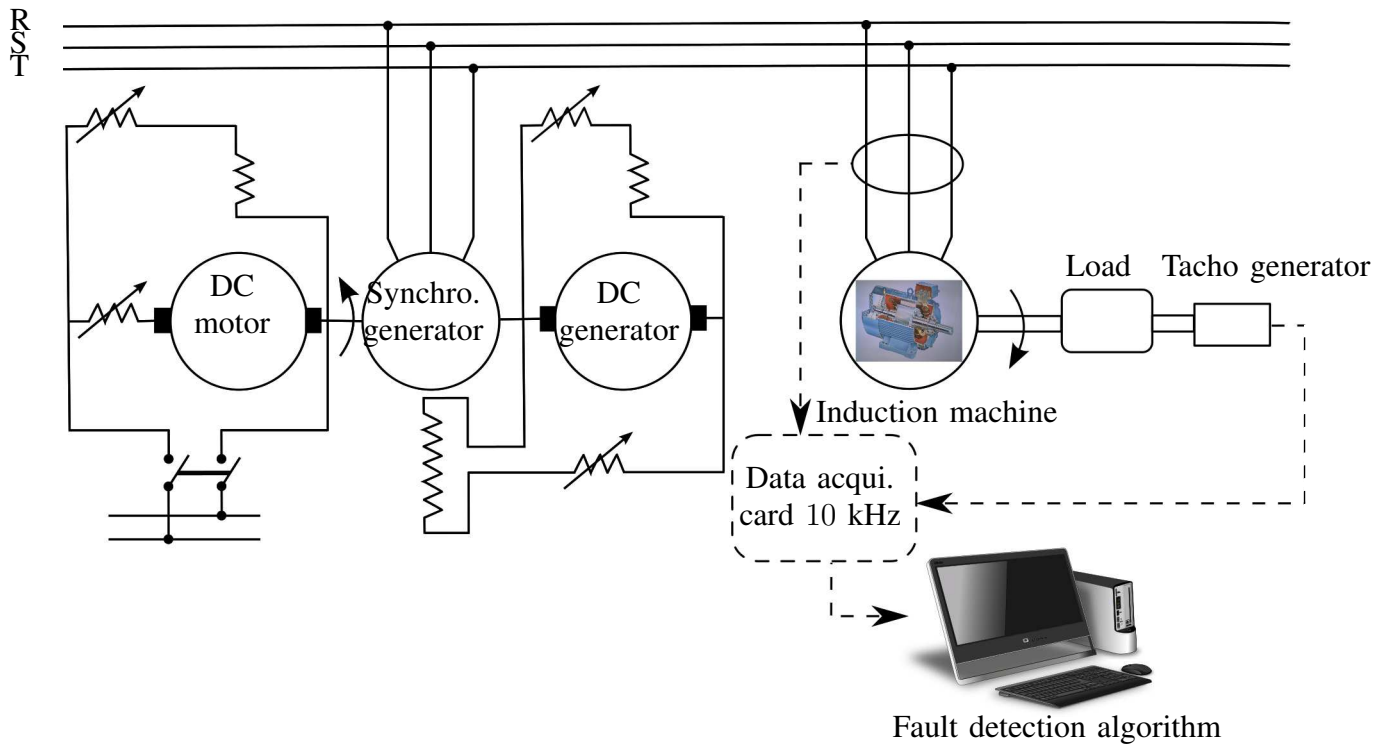 R
S
T
DC
motor
Synchro.
generator
DC
generator
Load
Tacho generator
Induction machine
Data acqui.
card 10 kHz
Fault detection algorithm